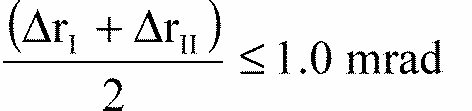 (Δr_I + Δr_II) / 2 ≤ 1.0 mrad